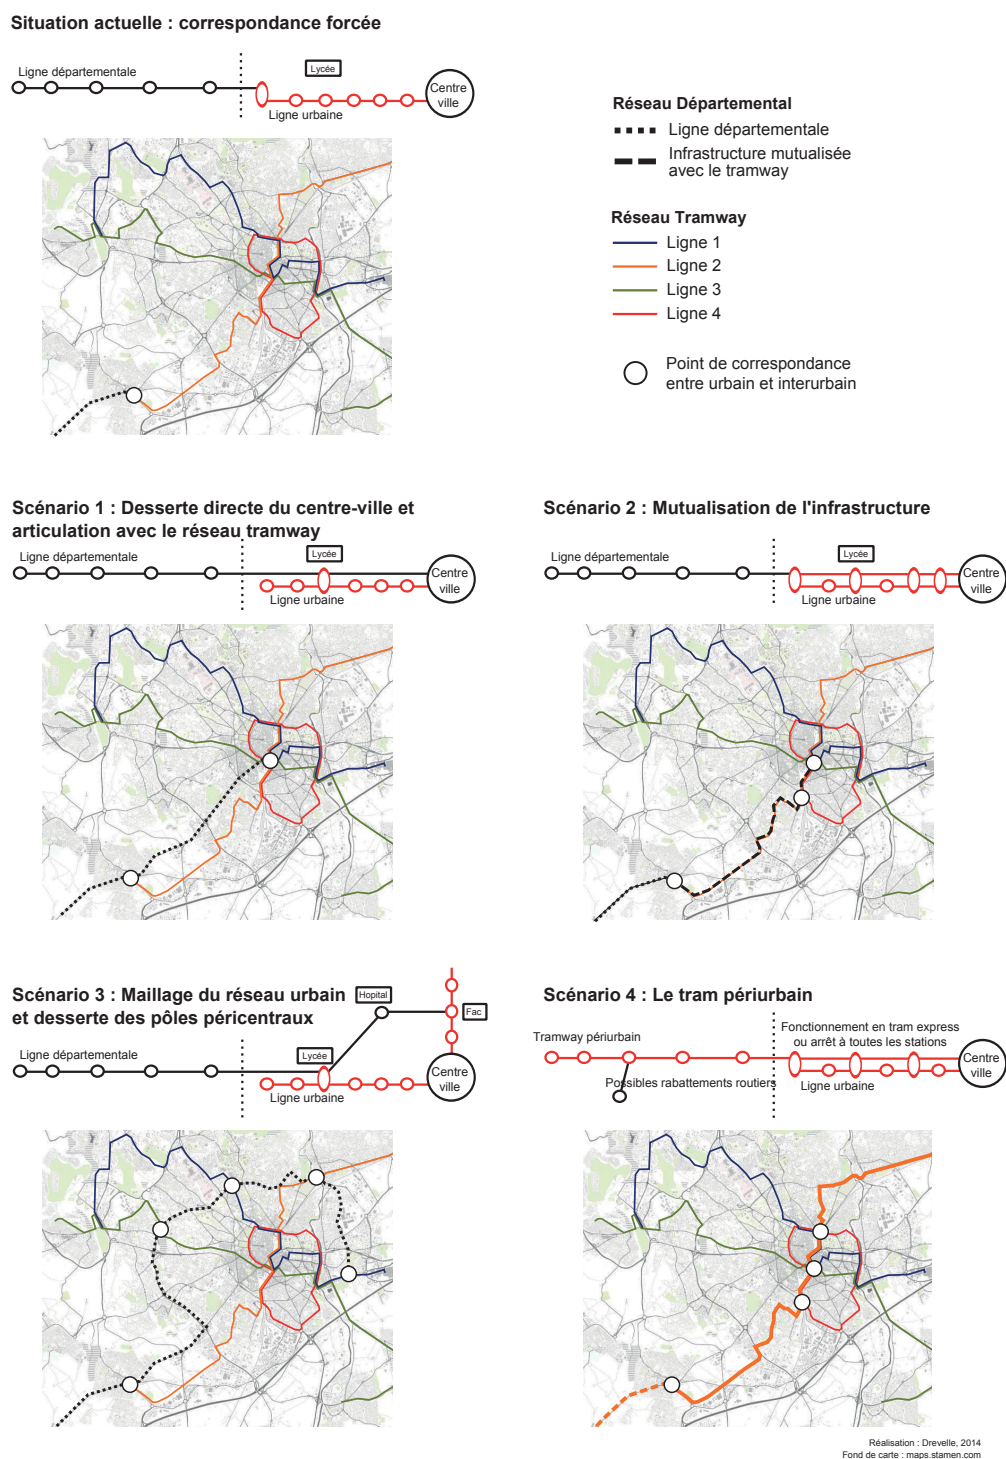 Situation actuelle : correspondance forcée
Ligne départementale
Lycée
Ligne urbaine
Centre
ville
Réseau Départemental
Ligne départementale
Infrastructure mutualisée
avec le tramway
Réseau Tramway
Ligne 1
Ligne 2
Ligne 3
Ligne 4
Point de correspondance
entre urbain et interurbain
Scénario 1 : Desserte directe du centre-ville et
articulation avec le réseau tramway
Ligne départementale
Lycée
Ligne urbaine
Centre
ville
Scénario 2 : Mutualisation de l'infrastructure
Ligne départementale
Lycée
Ligne urbaine
Centre
ville
Scénario 3 : Maillage du réseau urbain
et desserte des pôles péricentraux
Hopital
Fac
Ligne départementale
Lycée
Ligne urbaine
Centre
ville
Scénario 4 : Le tram périurbain
Tramway périurbain
Fonctionnement en tram express
ou arrêt à toutes les stations
Possibles rabattements routiers
Ligne urbaine
Centre
ville
Réalisation : Drevelle, 2014
Fond de carte : maps.stamen.com